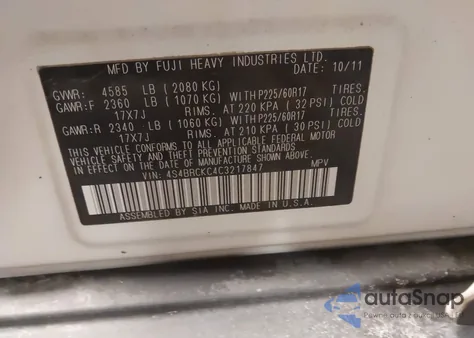 MFD BY FUJI HEAVY INDUSTRIES LTD.
DATE: 10/11
GVWR: 4585 LB (2080 KG)
GAWR:F 2360 LB (1070 KG) WITH P225/60R17 TIRES.
17X7J RIMS. AT 220 KPA (32 PSI) COLD
GAWR:R 2340 LB (1060 KG) WITH P225/60R17 TIRES.
17X7J RIMS. AT 210 KPA (30 PSI) COLD
THIS VEHICLE CONFORMS TO ALL APPLICABLE FEDERAL MOTOR
VEHICLE SAFETY AND THEFT PREVENTION STANDARDS
IN EFFECT ON THE DATE OF MANUFACTURE SHOWN ABOVE.
VIN: 4S4BRCKC4C3217847 MPV
ASSEMBLED BY SIA INC. MADE IN U.S.A.
autoSnap